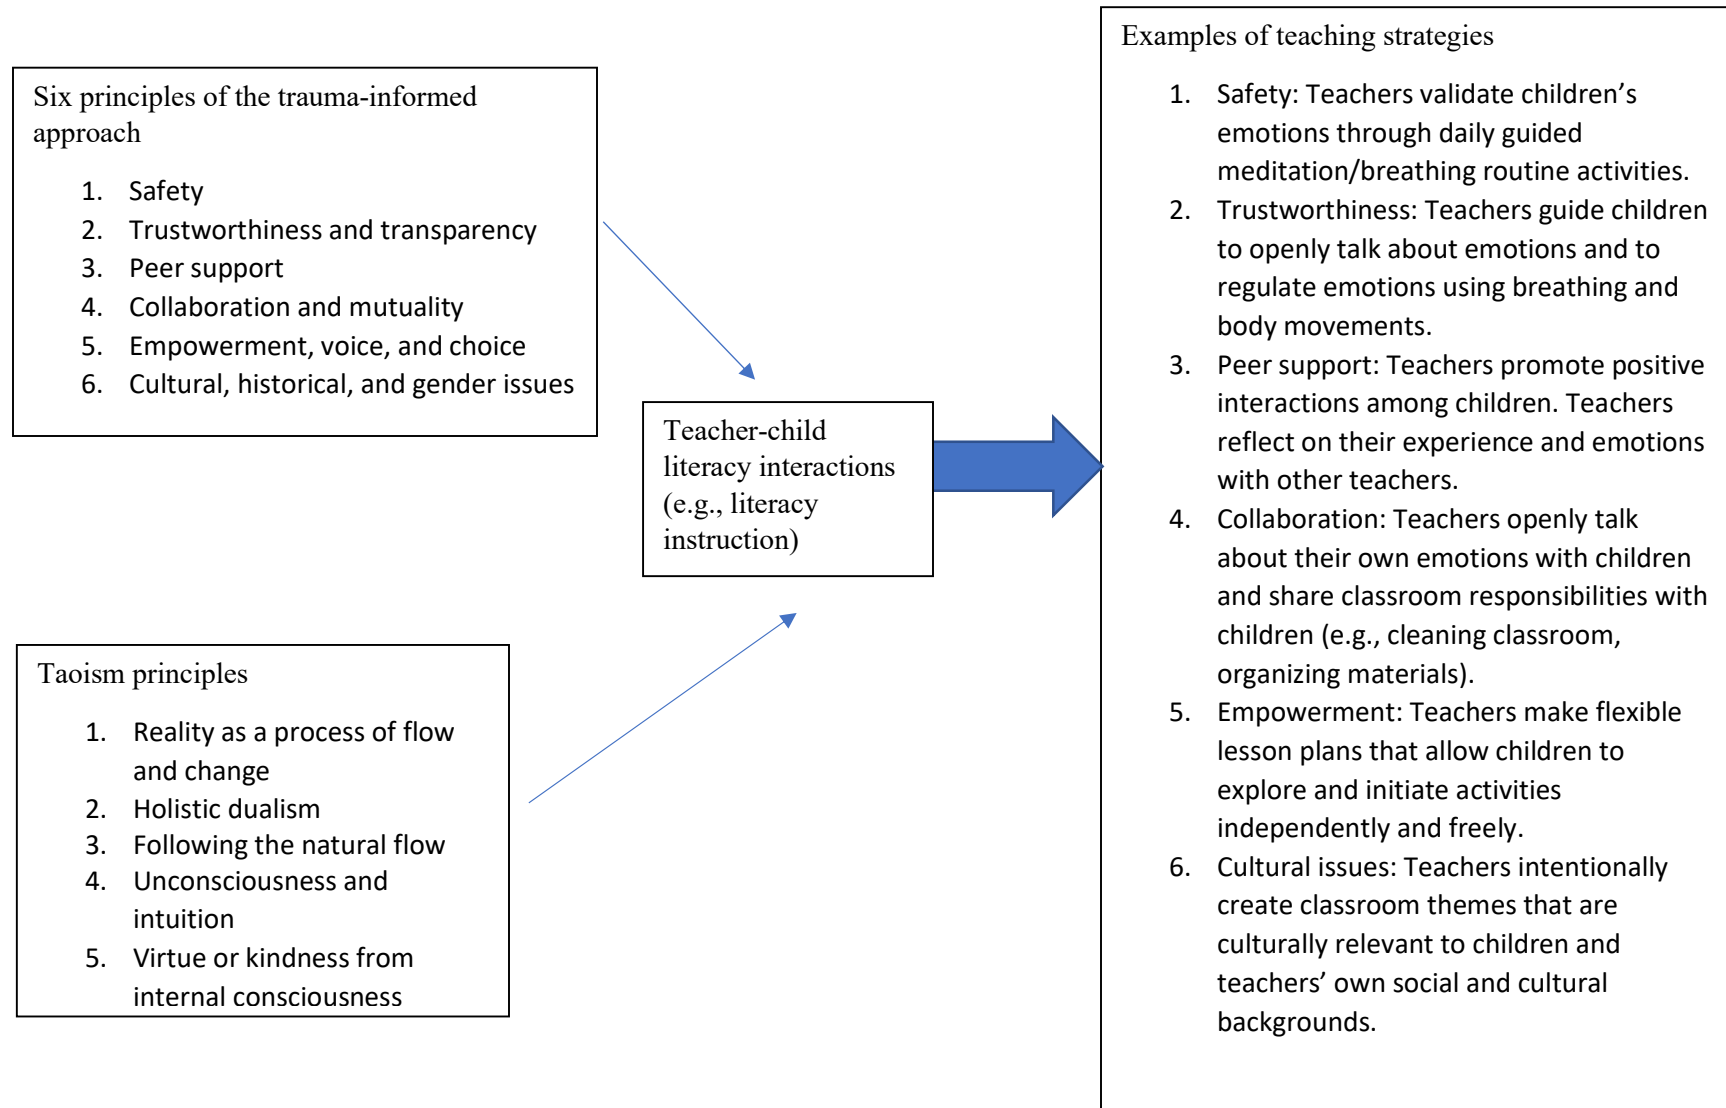 Six principles of the trauma-informed
approach
1. Safety
2. Trustworthiness and transparency
3. Peer support
4. Collaboration and mutuality
5. Empowerment, voice, and choice
6. Cultural, historical, and gender issues
Taoism principles
1. Reality as a process of flow
and change
2. Holistic dualism
3. Following the natural flow
4. Unconsciousness and
intuition
5. Virtue or kindness from
internal consciousness
Teacher-child
literacy interactions
(e.g., literacy
instruction)
Examples of teaching strategies
1. Safety: Teachers validate children’s
emotions through daily guided
meditation/breathing routine activities.
2. Trustworthiness: Teachers guide children
to openly talk about emotions and to
regulate emotions using breathing and
body movements.
3. Peer support: Teachers promote positive
interactions among children. Teachers
reflect on their experience and emotions
with other teachers.
4. Collaboration: Teachers openly talk
about their own emotions with children
and share classroom responsibilities with
children (e.g., cleaning classroom,
organizing materials).
5. Empowerment: Teachers make flexible
lesson plans that allow children to
explore and initiate activities
independently and freely.
6. Cultural issues: Teachers intentionally
create classroom themes that are
culturally relevant to children and
teachers’ own social and cultural
backgrounds.